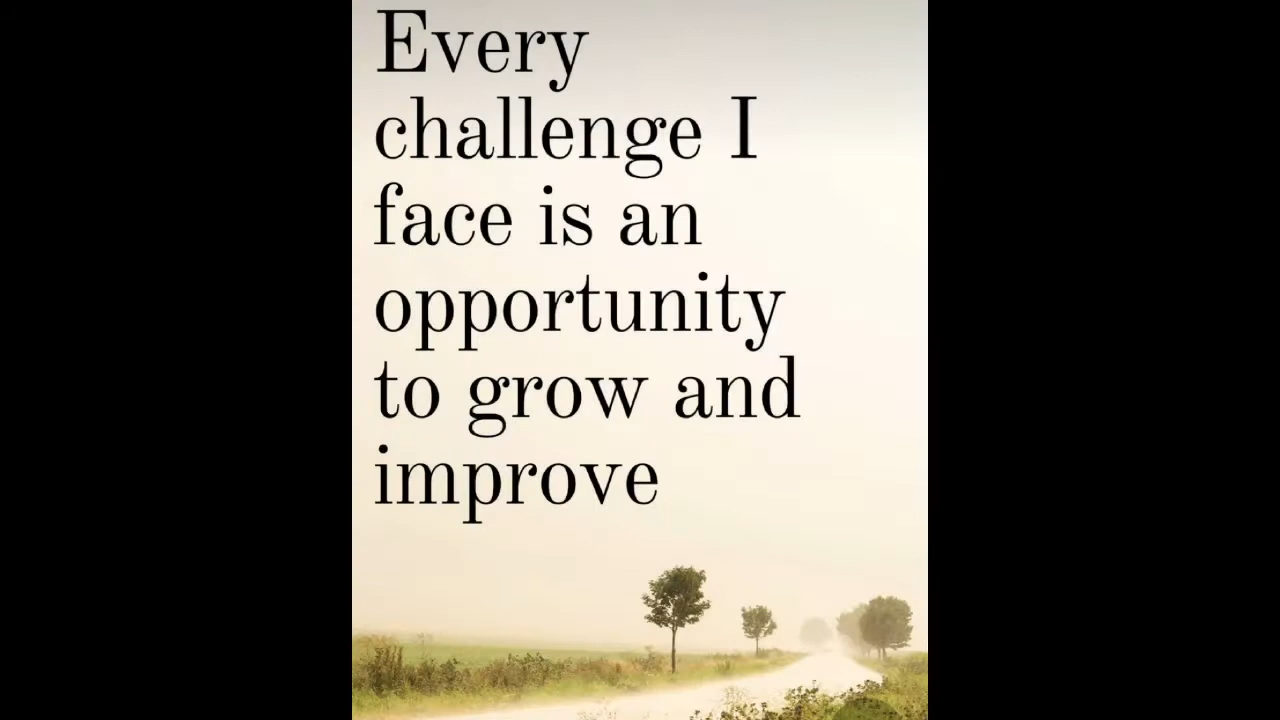 Every
challenge I
face is an
opportunity
to grow and
improve